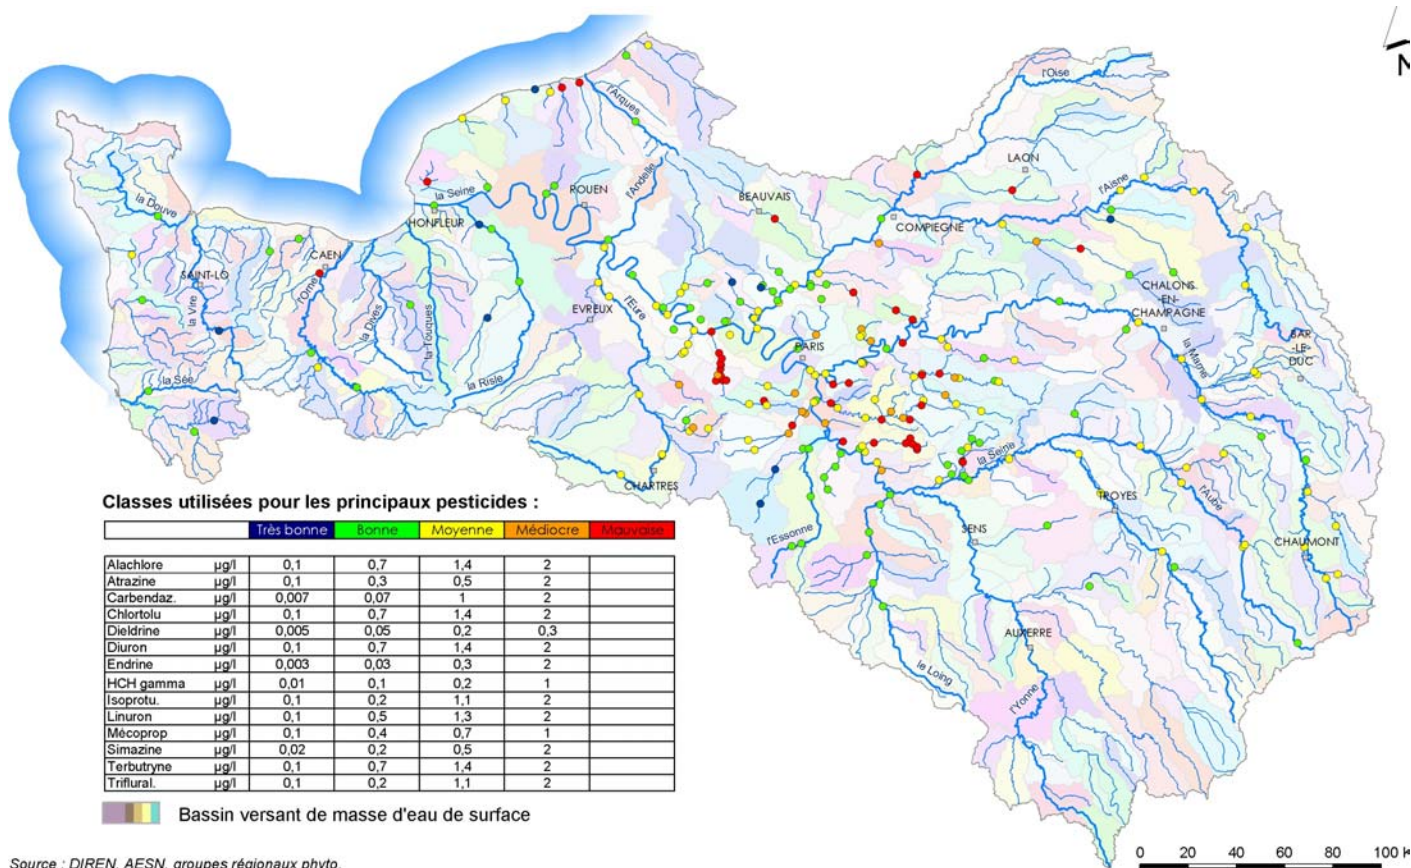 N
l'Oise
l'Arques
LAON
l'Andelle
l'Aisne
la Seine
ROUEN
BEAUVAIS
la Douve
HONFLEUR
COMPIEGNE
CAEN
SAINT-LO
la Vire
l'Orne
la Dives
la Touques
EVREUX
l'Eure
CHALONS
-EN-
CHAMPAGNE
PARIS
la Marne
BAR
-LE-
DUC
la Sée
la Risle
la Seine
CHARTRES
TROYES
l'Aube
l'Essonne
SENS
CHAUMONT
AUXERRE
le Loing
l'Yonne
Classes utilisées pour les principaux pesticides :
Très bonne Bonne Moyenne Médiocre Mauvaise
Alachlore µg/l 0,1 0,7 1,4 2
Atrazine µg/l 0,1 0,3 0,5 2
Carbendaz. µg/l 0,007 0,07 1 2
Chlortolu µg/l 0,1 0,7 1,4 2
Dieldrine µg/l 0,005 0,05 0,2 0,3
Diuron µg/l 0,1 0,7 1,4 2
Endrine µg/l 0,003 0,03 0,3 2
HCH gamma µg/l 0,01 0,1 0,2 1
Isoprotu. µg/l 0,1 0,2 1,1 2
Linuron µg/l 0,1 0,5 1,3 2
Mécoprop µg/l 0,1 0,4 0,7 1
Simazine µg/l 0,02 0,2 0,5 2
Terbutryne µg/l 0,1 0,7 1,4 2
Triflural. µg/l 0,1 0,2 1,1 2
Bassin versant de masse d'eau de surface
0 20 40 60 80 100 K
Source : DIREN, AESN, groupes régionaux phyto.